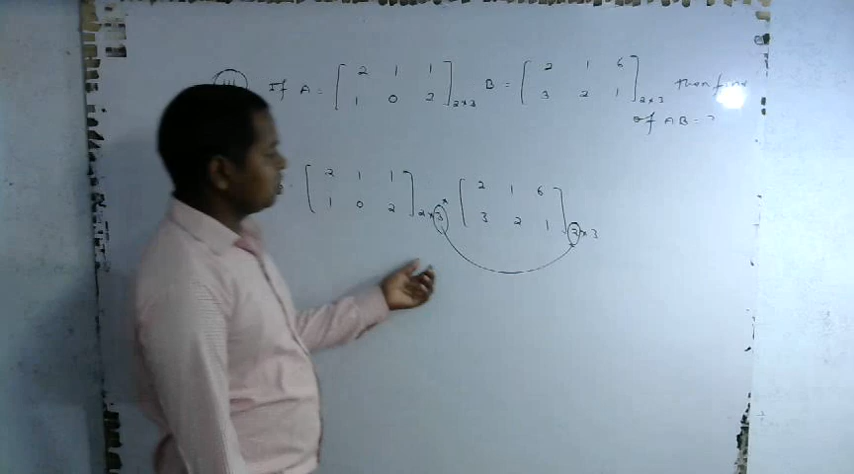 If A = [ 2 1 1 ] 2×3 B = [ 2 1 6 ] 2×3 then find
[ 1 0 2 ] [ 3 2 1 ]
of AB = ?
[ 2 1 1 ] 2×3 × [ 2 1 6 ] 2×3
[ 1 0 2 ] [ 3 2 1 ]